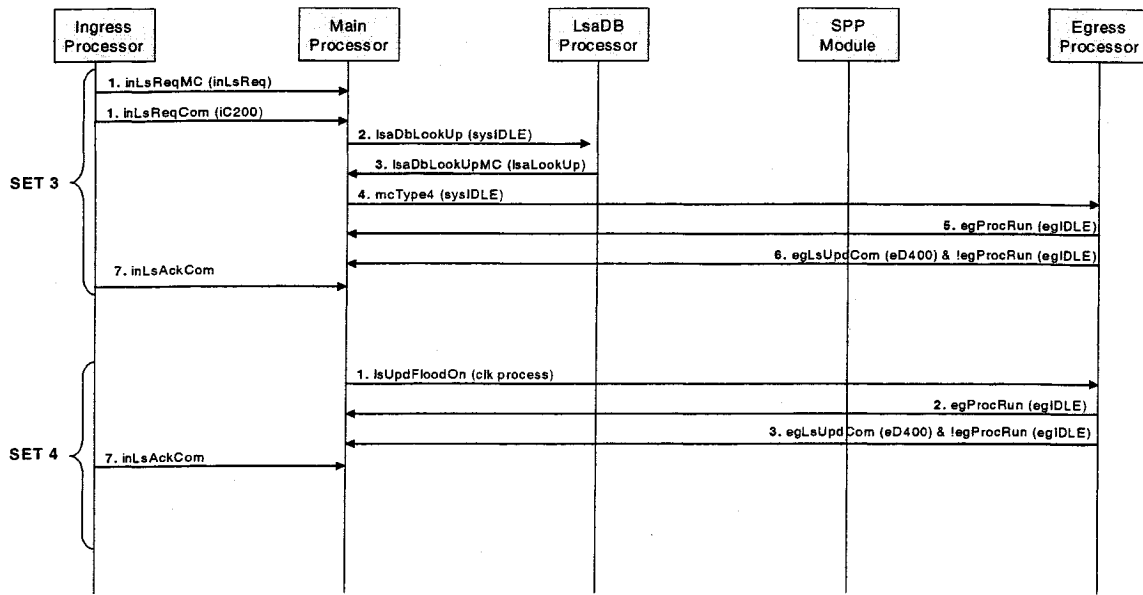 Ingress
Processor
Main
Processor
LsaDB
Processor
SPP
Module
Egress
Processor
1. inLsReqMC (inLsReq)
1. inLsReqCom (iC200)
2. lsaDbLookUp (sysIDLE)
3. lsaDbLookUpMC (lsaLookUp)
SET 3
4. mcType4 (sysIDLE)
5. egProcRun (egIDLE)
6. egLsUpdCom (eD400) & !egProcRun (egIDLE)
7. inLsAckCom
1. lsUpdFloodOn (clk process)
2. egProcRun (egIDLE)
3. egLsUpdCom (eD400) & !egProcRun (egIDLE)
SET 4
7. inLsAckCom